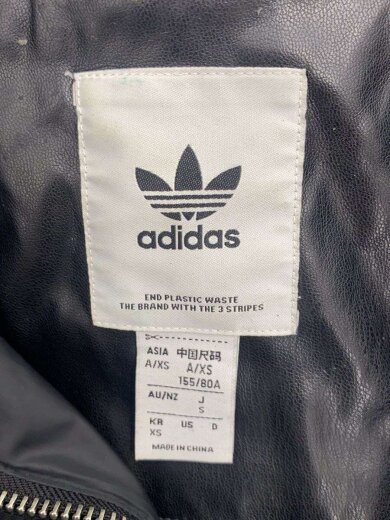 adidas
END PLASTIC WASTE
THE BRAND WITH THE 3 STRIPES
ASIA 中国尺码
A/XS A/XS
155/80A
AU/NZ J
S
KR US D
XS
MADE IN CHINA